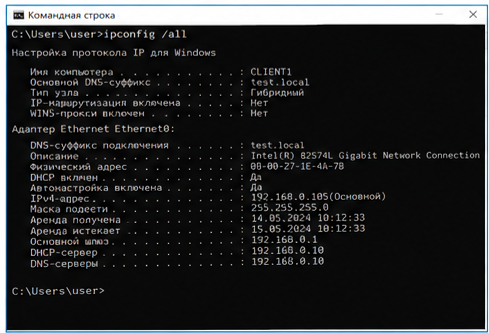 Командная строка
C:\Users\user>ipconfig /all
Настройка протокола IP для Windows
Имя компьютера . . . . . . . . . . . . : CLIENT1
Основной DNS-суффикс . . . . . . . . . : test.local
Тип узла . . . . . . . . . . . . . . . : Гибридный
IP-маршрутизация включена . . . . . . : Нет
WINS-прокси включен . . . . . . . . . : Нет
Адаптер Ethernet Ethernet0:
DNS-суффикс подключения . . . . . . . : test.local
Описание . . . . . . . . . . . . . . . : Intel(R) 82574L Gigabit Network Connection
Физический адрес . . . . . . . . . . . : 08-00-27-1E-4A-7B
DHCP включен . . . . . . . . . . . . . : Да
Автонастройка включена . . . . . . . . : Да
IPv4-адрес. . . . . . . . . . . . . . : 192.168.0.105(Основной)
Маска подсети . . . . . . . . . . . . : 255.255.255.0
Аренда получена . . . . . . . . . . . : 14.05.2024 10:12:33
Аренда истекает . . . . . . . . . . . : 15.05.2024 10:12:33
Основной шлюз. . . . . . . . . . . . . : 192.168.0.1
DHCP-сервер . . . . . . . . . . . . . : 192.168.0.10
DNS-серверы . . . . . . . . . . . . . : 192.168.0.10
C:\Users\user>